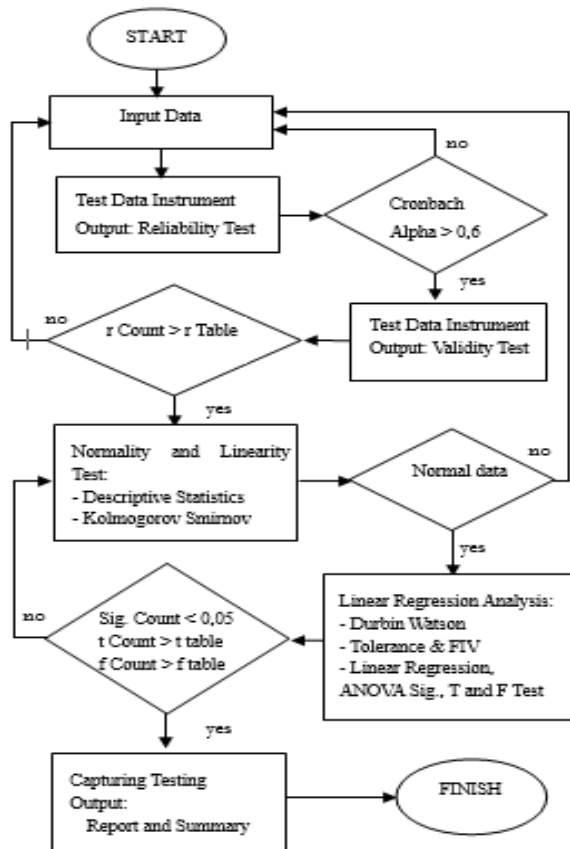 START
Input Data
no
Test Data Instrument
Output: Reliability Test
Cronbach
Alpha > 0,6
yes
no
r Count > r Table
Test Data Instrument
Output: Validity Test
yes
Normality and Linearity
Test:
- Descriptive Statistics
- Kolmogorov Smirnov
Normal data
no
yes
no
Sig. Count < 0,05
t Count > t table
f Count > f table
Linear Regression Analysis:
- Durbin Watson
- Tolerance & FIV
- Linear Regression,
ANOVA Sig., T and F Test
yes
Capturing Testing
Output:
Report and Summary
FINISH